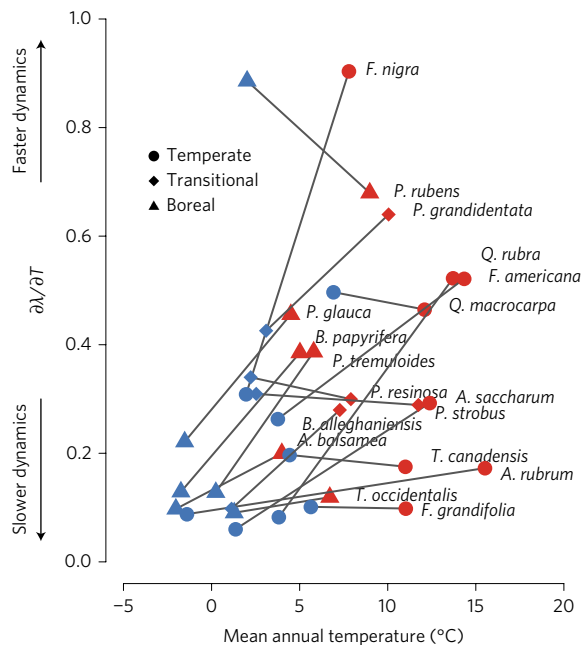 1.0
0.8
0.6
0.4
0.2
0.0
Faster dynamics
Slower dynamics
∂λ/∂T
Temperate
Transitional
Boreal
F. nigra
P. rubens
P. grandidentata
Q. rubra
F. americana
Q. macrocarpa
P. glauca
B. papyrifera
P. tremuloides
P. resinosa
A. saccharum
P. strobus
B. alleghaniensis
A. balsamea
T. canadensis
A. rubrum
T. occidentalis
F. grandifolia
−5 0 5 10 15 20
Mean annual temperature (°C)